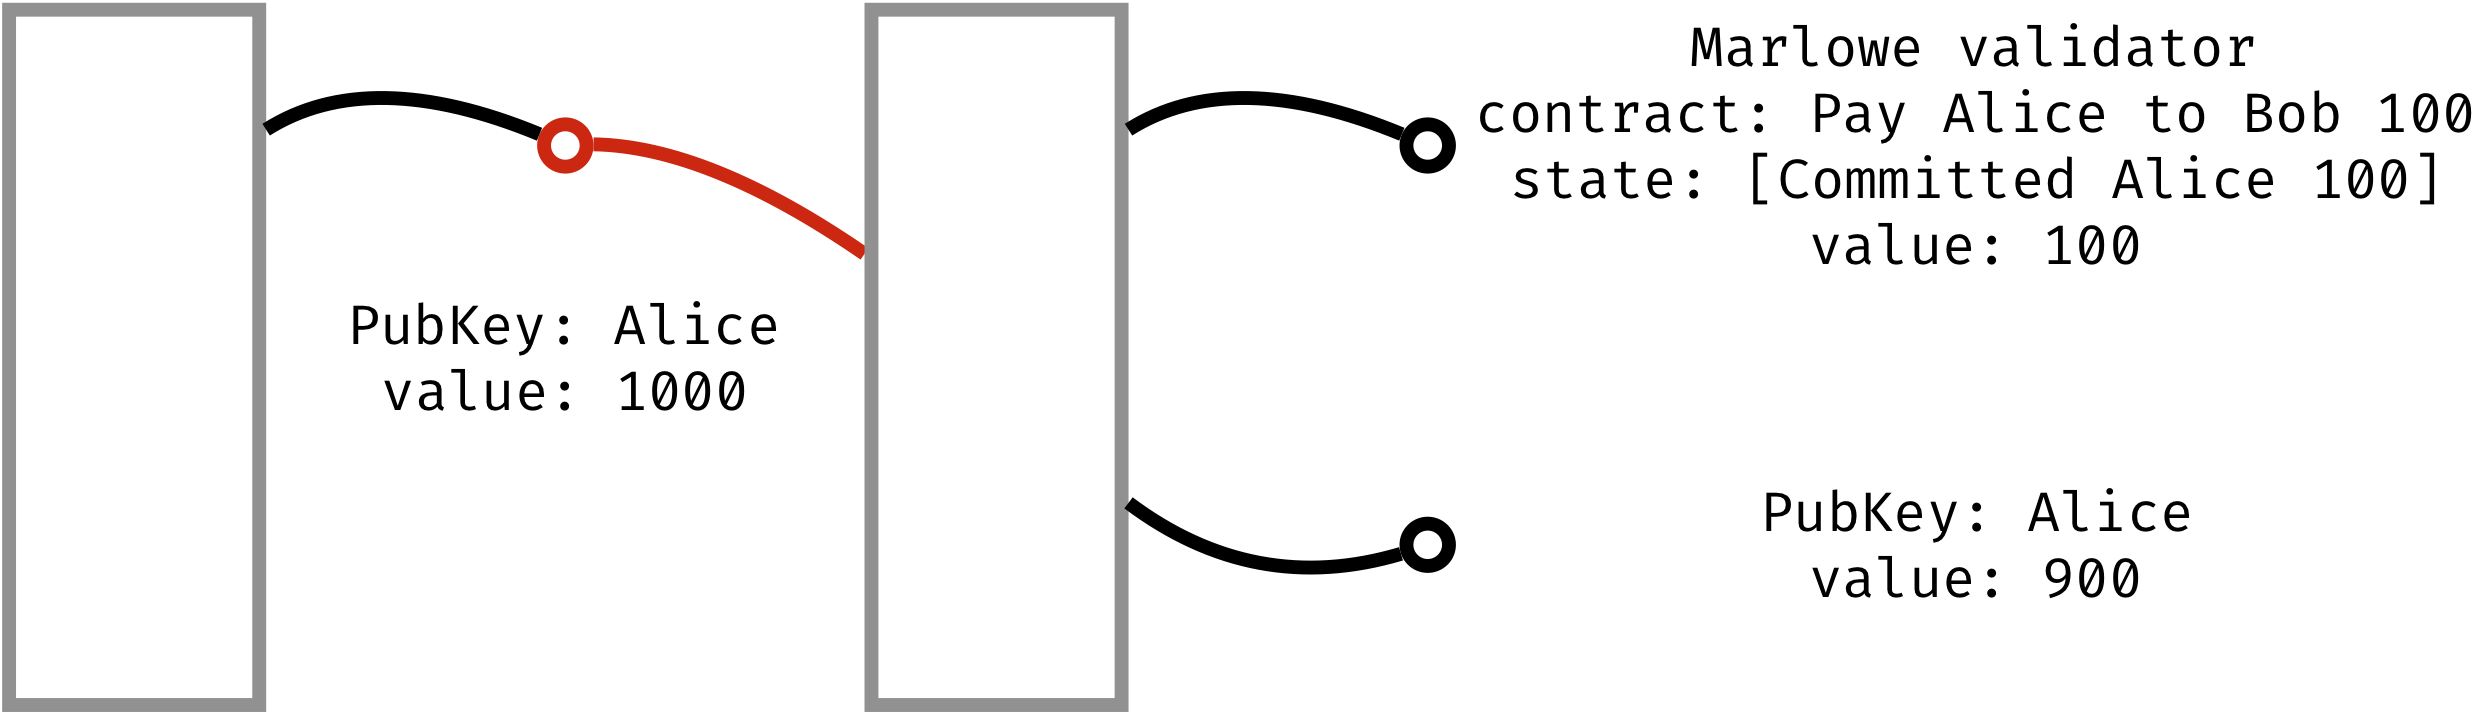 Marlowe validator
contract: Pay Alice to Bob 100
state: [Committed Alice 100]
value: 100
PubKey: Alice
value: 1000
PubKey: Alice
value: 900